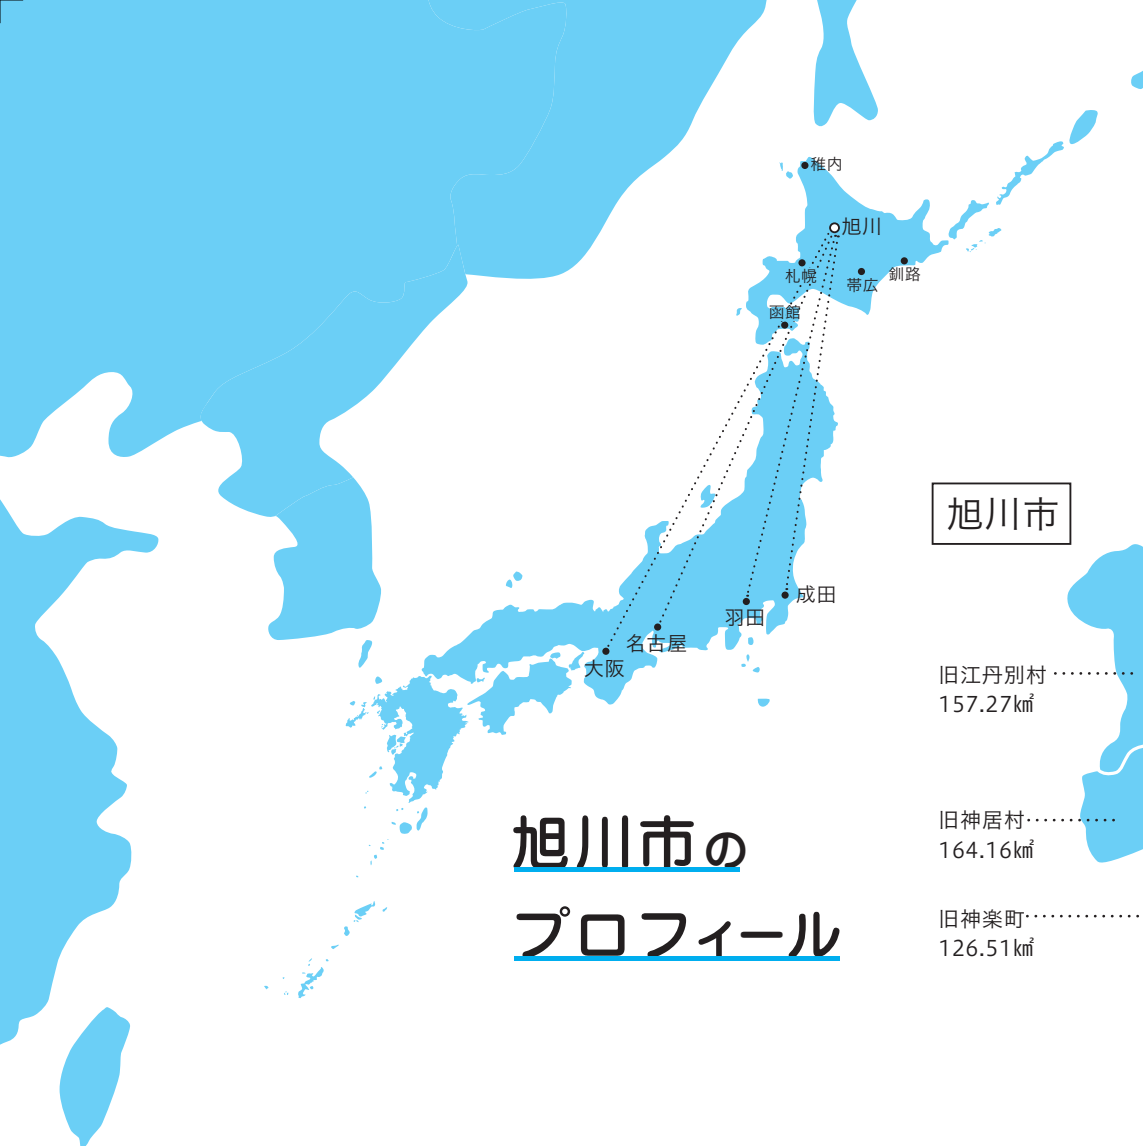 稚内
旭川
札幌
帯広
釧路
函館
成田
羽田
名古屋
大阪
旭川市の
プロフィール
旭川市
旧江丹別村
157.27㎢
旧神居村
164.16㎢
旧神楽町
126.51㎢